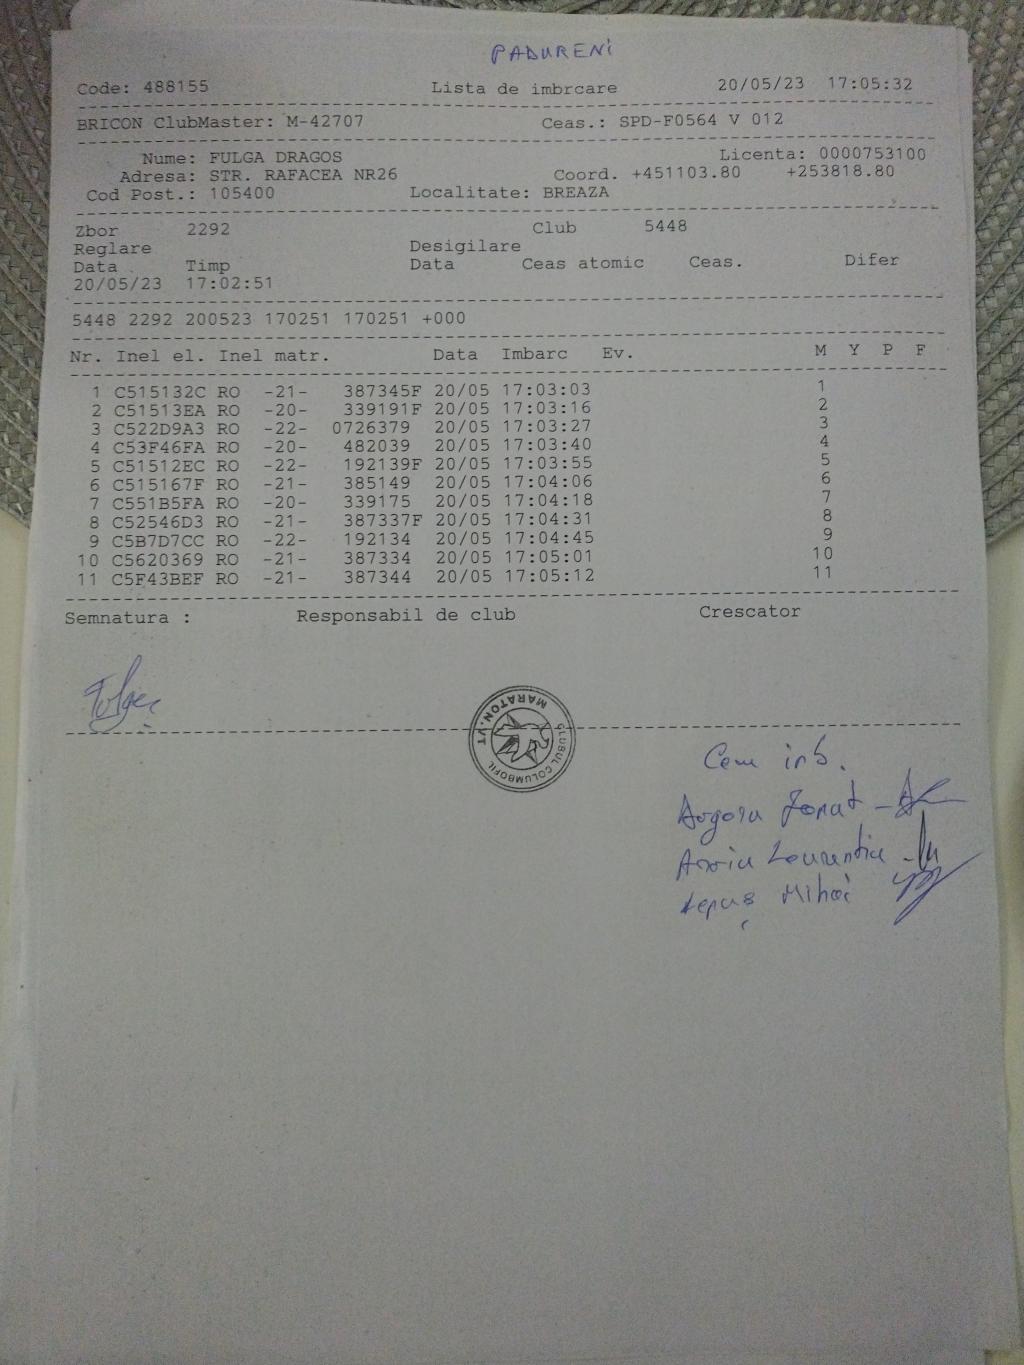 PADURENi
Code: 488155 Lista de imbrcare 20/05/23 17:05:32
BRICON ClubMaster: M-42707 Ceas.: SPD-F0564 V 012
Nume: FULGA DRAGOS Licenta: 0000753100
Adresa: STR. RAFACEA NR26 Coord. +451103.80 +253818.80
Cod Post.: 105400 Localitate: BREAZA
Zbor 2292 Club 5448
Reglare Desigilare
Data Timp Data Ceas atomic Ceas. Difer
20/05/23 17:02:51
5448 2292 200523 170251 170251 +000
Nr. Inel el. Inel matr. Data Imbarc Ev. M Y P F
1 C515132C RO -21- 387345F 20/05 17:03:03 1
2 C51513EA RO -20- 339191F 20/05 17:03:16 2
3 C522D9A3 RO -22- 0726379 20/05 17:03:27 3
4 C53F46FA RO -20- 482039 20/05 17:03:40 4
5 C51512EC RO -22- 192139F 20/05 17:03:55 5
6 C515167F RO -21- 385149 20/05 17:04:06 6
7 C551B5FA RO -20- 339175 20/05 17:04:18 7
8 C52546D3 RO -21- 387337F 20/05 17:04:31 8
9 C5B7D7CC RO -22- 192134 20/05 17:04:45 9
10 C5620369 RO -21- 387334 20/05 17:05:01 10
11 C5F43BEF RO -21- 387344 20/05 17:05:12 11
Semnatura : Responsabil de club Crescator
CLUBUL COLUMBOFIL
MARATON.VT
Mihai